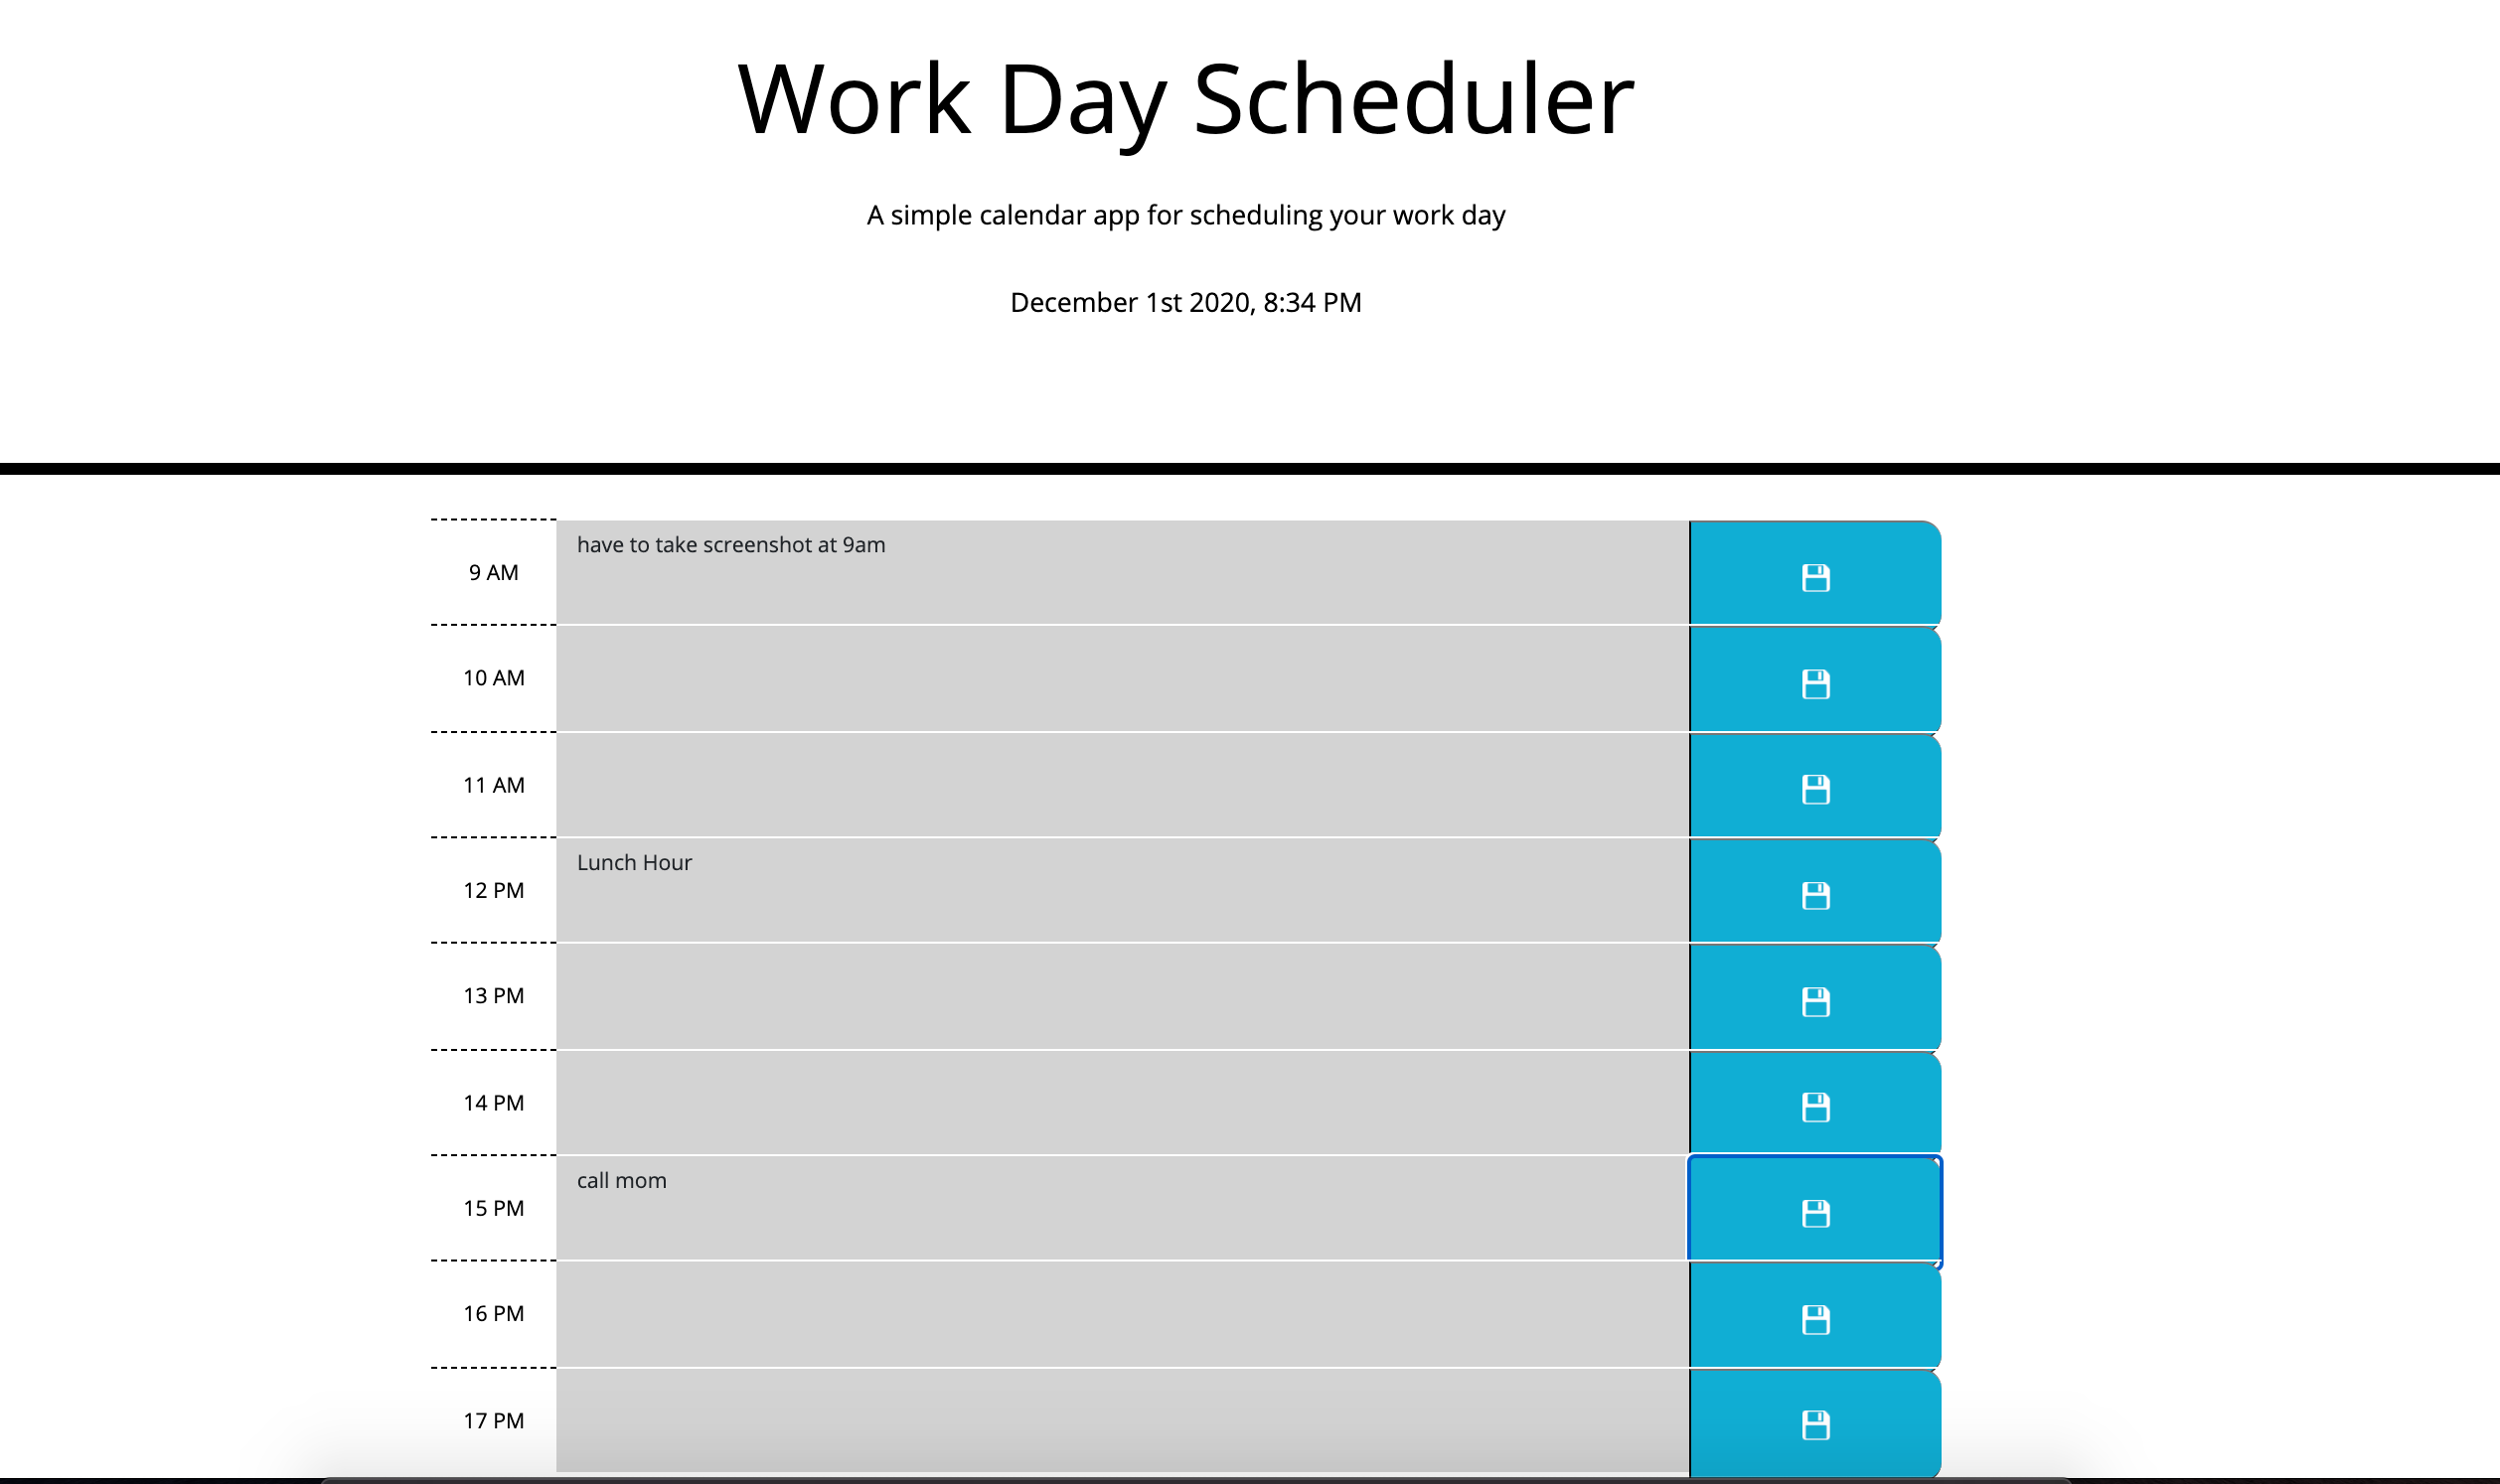 Work Day Scheduler
A simple calendar app for scheduling your work day
December 1st 2020, 8:34 PM
have to take screenshot at 9am
9 AM
10 AM
11 AM
Lunch Hour
12 PM
13 PM
14 PM
call mom
15 PM
16 PM
17 PM